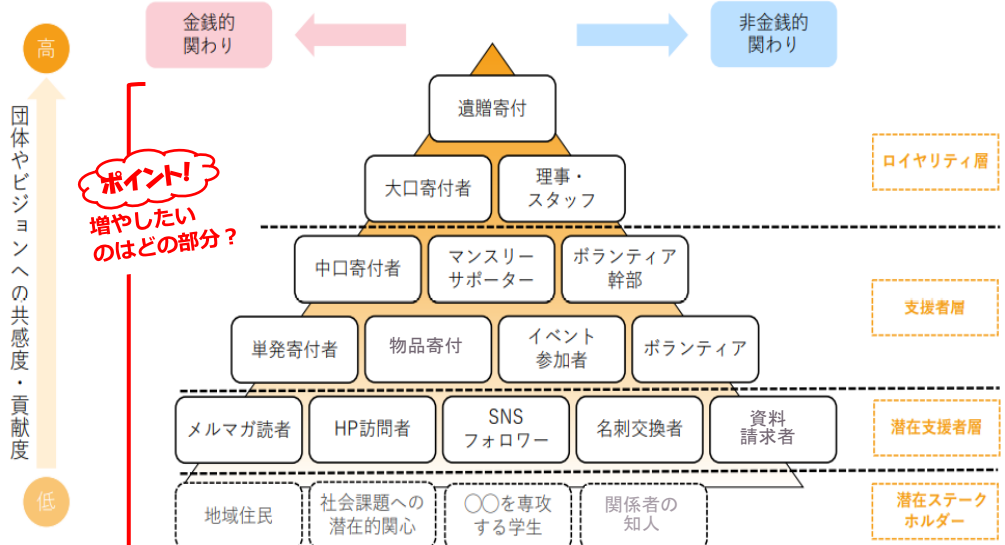 金銭的
関わり
非金銭的
関わり
高
団体やビジョンへの共感度・貢献度
低
ポイント!
増やしたい
のはどの部分？
遺贈寄付
大口寄付者
理事・
スタッフ
ロイヤリティ層
中口寄付者
マンスリー
サポーター
ボランティア
幹部
支援者層
単発寄付者
物品寄付
イベント
参加者
ボランティア
メルマガ読者
HP訪問者
SNS
フォロワー
名刺交換者
資料
請求者
潜在支援者層
地域住民
社会課題への
潜在的関心
◯◯を専攻
する学生
関係者の
知人
潜在ステーク
ホルダー